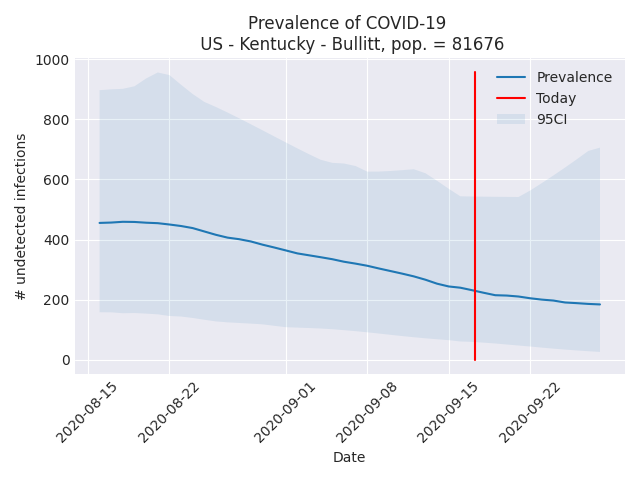 Prevalence of COVID-19
US - Kentucky - Bullitt, pop. = 81676
# undetected infections
1000
800
600
400
200
0
Prevalence
Today
95CI
2020-08-15
2020-08-22
2020-09-01
2020-09-08
2020-09-15
2020-09-22
Date